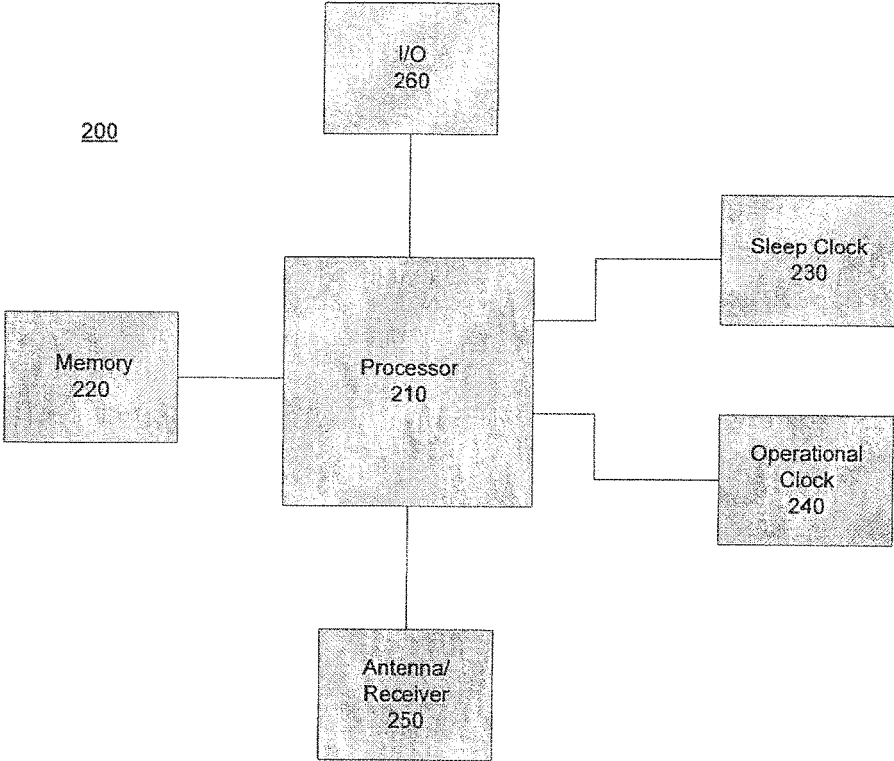 I/O
260
200
Sleep Clock
230
Memory
220
Processor
210
Operational
Clock
240
Antenna/
Receiver
250